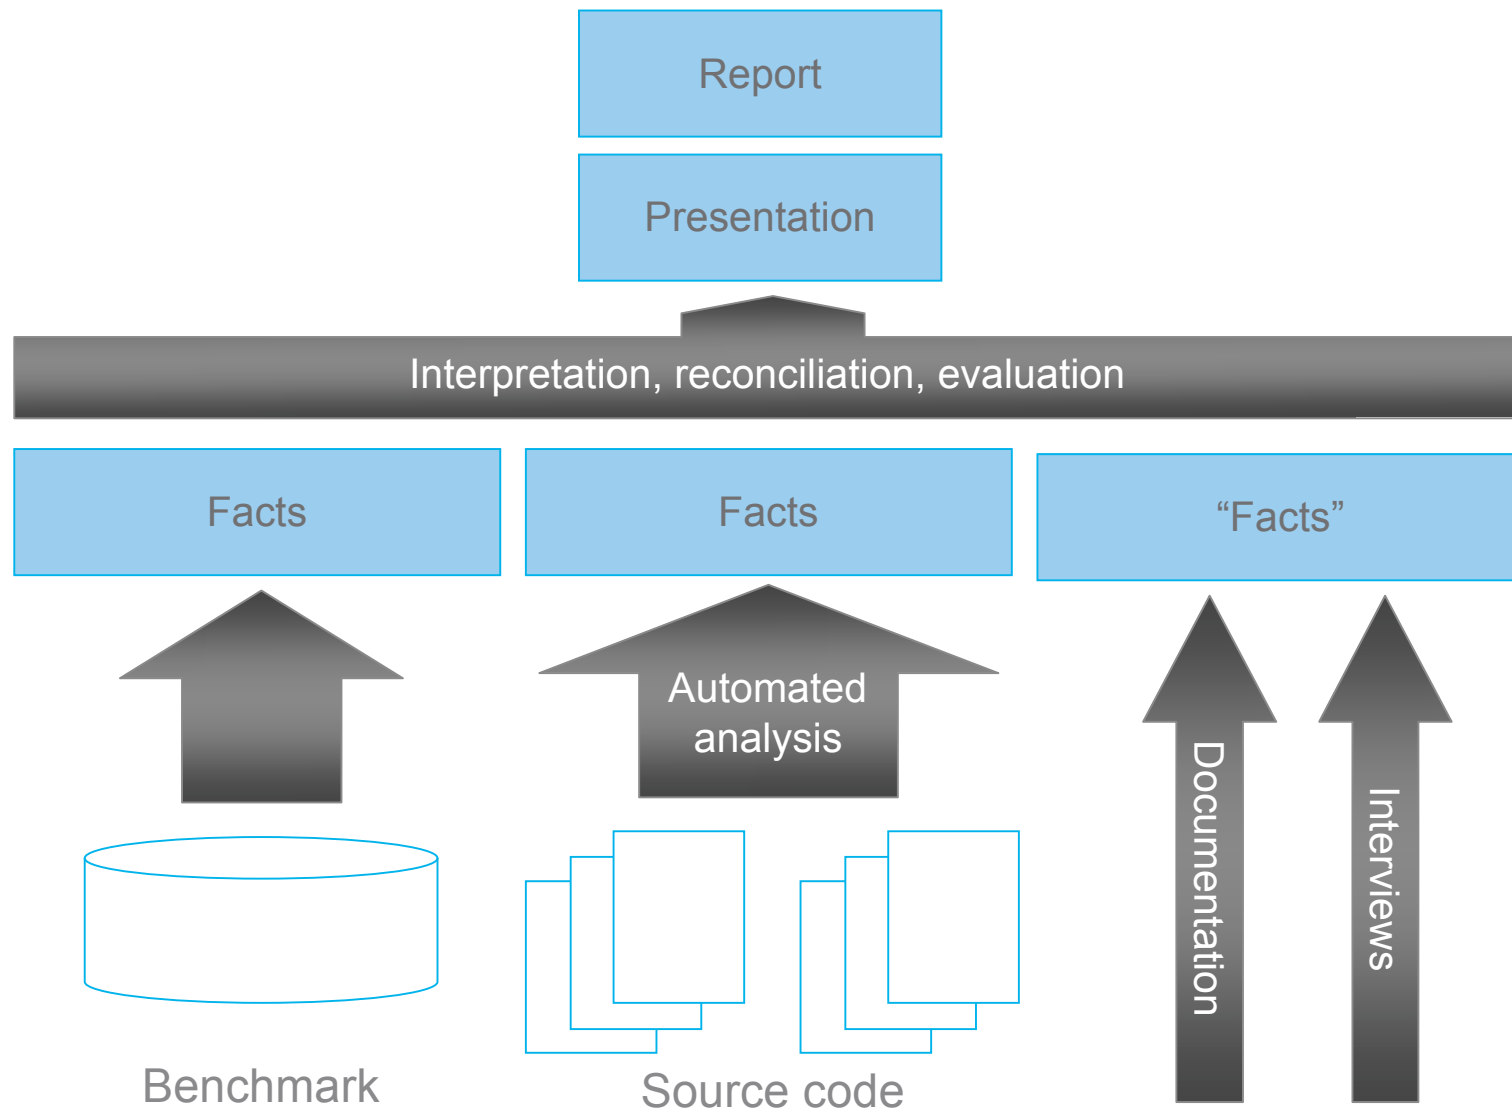 Report
Presentation
Interpretation, reconciliation, evaluation
Facts
Facts
“Facts”
Automated
analysis
Documentation
Interviews
Benchmark
Source code